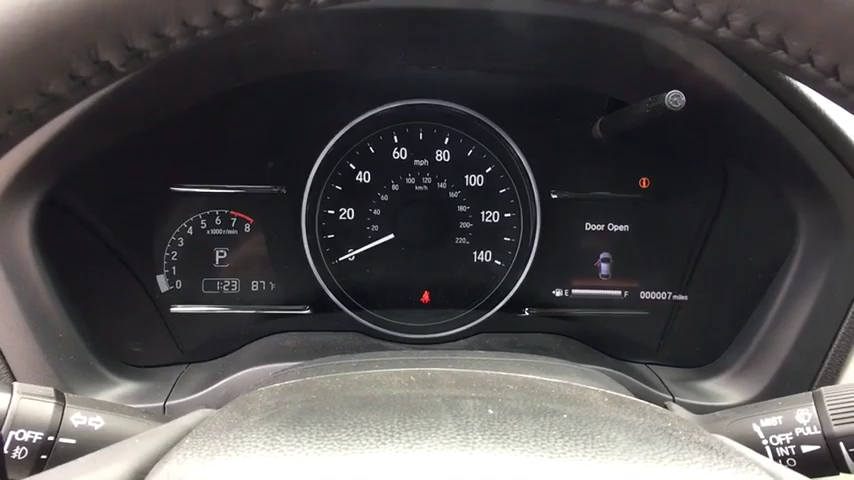 60 mph 80
40 100
20 120
0 140
20 40 60 80 100 120 140 160 180 200 220
km/h
0 1 2 3 4 5 6 7 8
x1000r/min
P
1:23 87°F
Door Open
E F
000007 miles
OFF
MIST
PULL
OFF
INT
LO